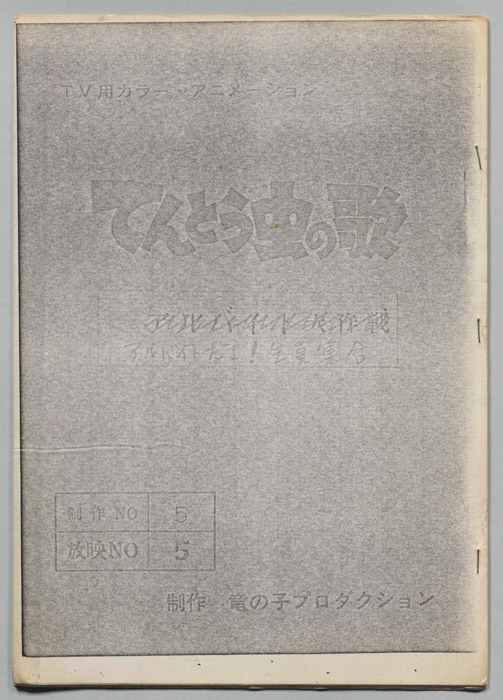 TV用カラー・アニメーション
てんとう虫の歌
アルバイト大作戦
アルバイトだよ！全員集合
制作NO 5
放映NO 5
制作 竜の子プロダクション